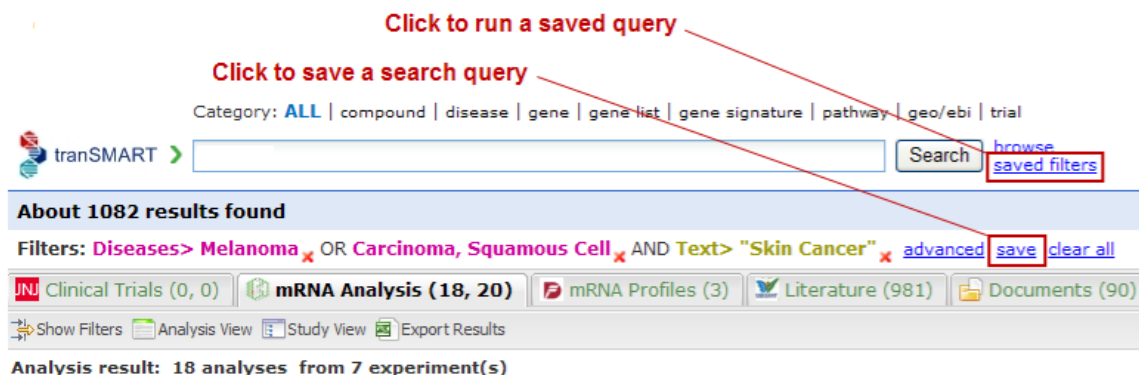 Click to run a saved query
Click to save a search query
Category: ALL | compound | disease | gene | gene list | gene signature | pathway | geo/ebi | trial
tranSMART Search browse
saved filters
About 1082 results found
Filters: Diseases> Melanoma OR Carcinoma, Squamous Cell AND Text> "Skin Cancer" advanced save clear all
JNJ Clinical Trials (0, 0) mRNA Analysis (18, 20) mRNA Profiles (3) Literature (981) Documents (90)
Show Filters Analysis View Study View Export Results
Analysis result: 18 analyses from 7 experiment(s)